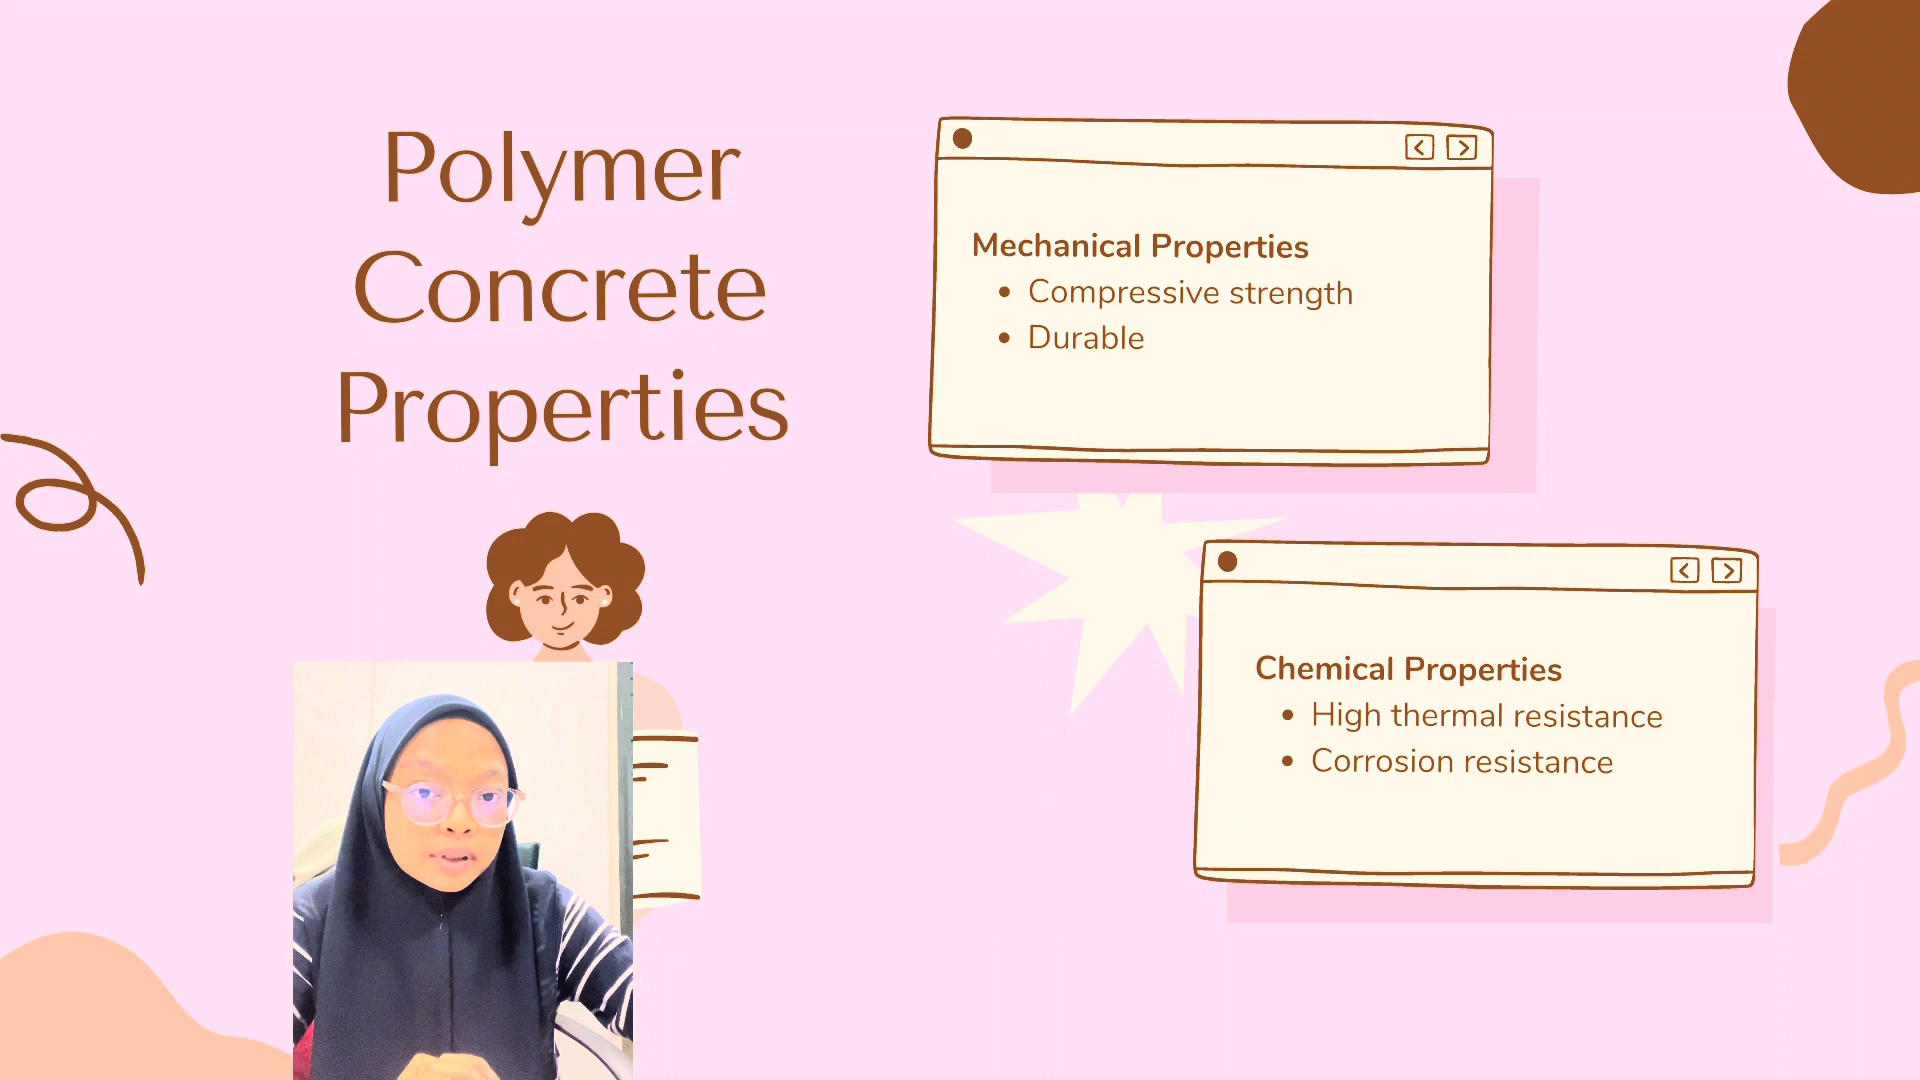 Polymer
Concrete
Properties
Mechanical Properties
Compressive strength
Durable
Chemical Properties
High thermal resistance
Corrosion resistance